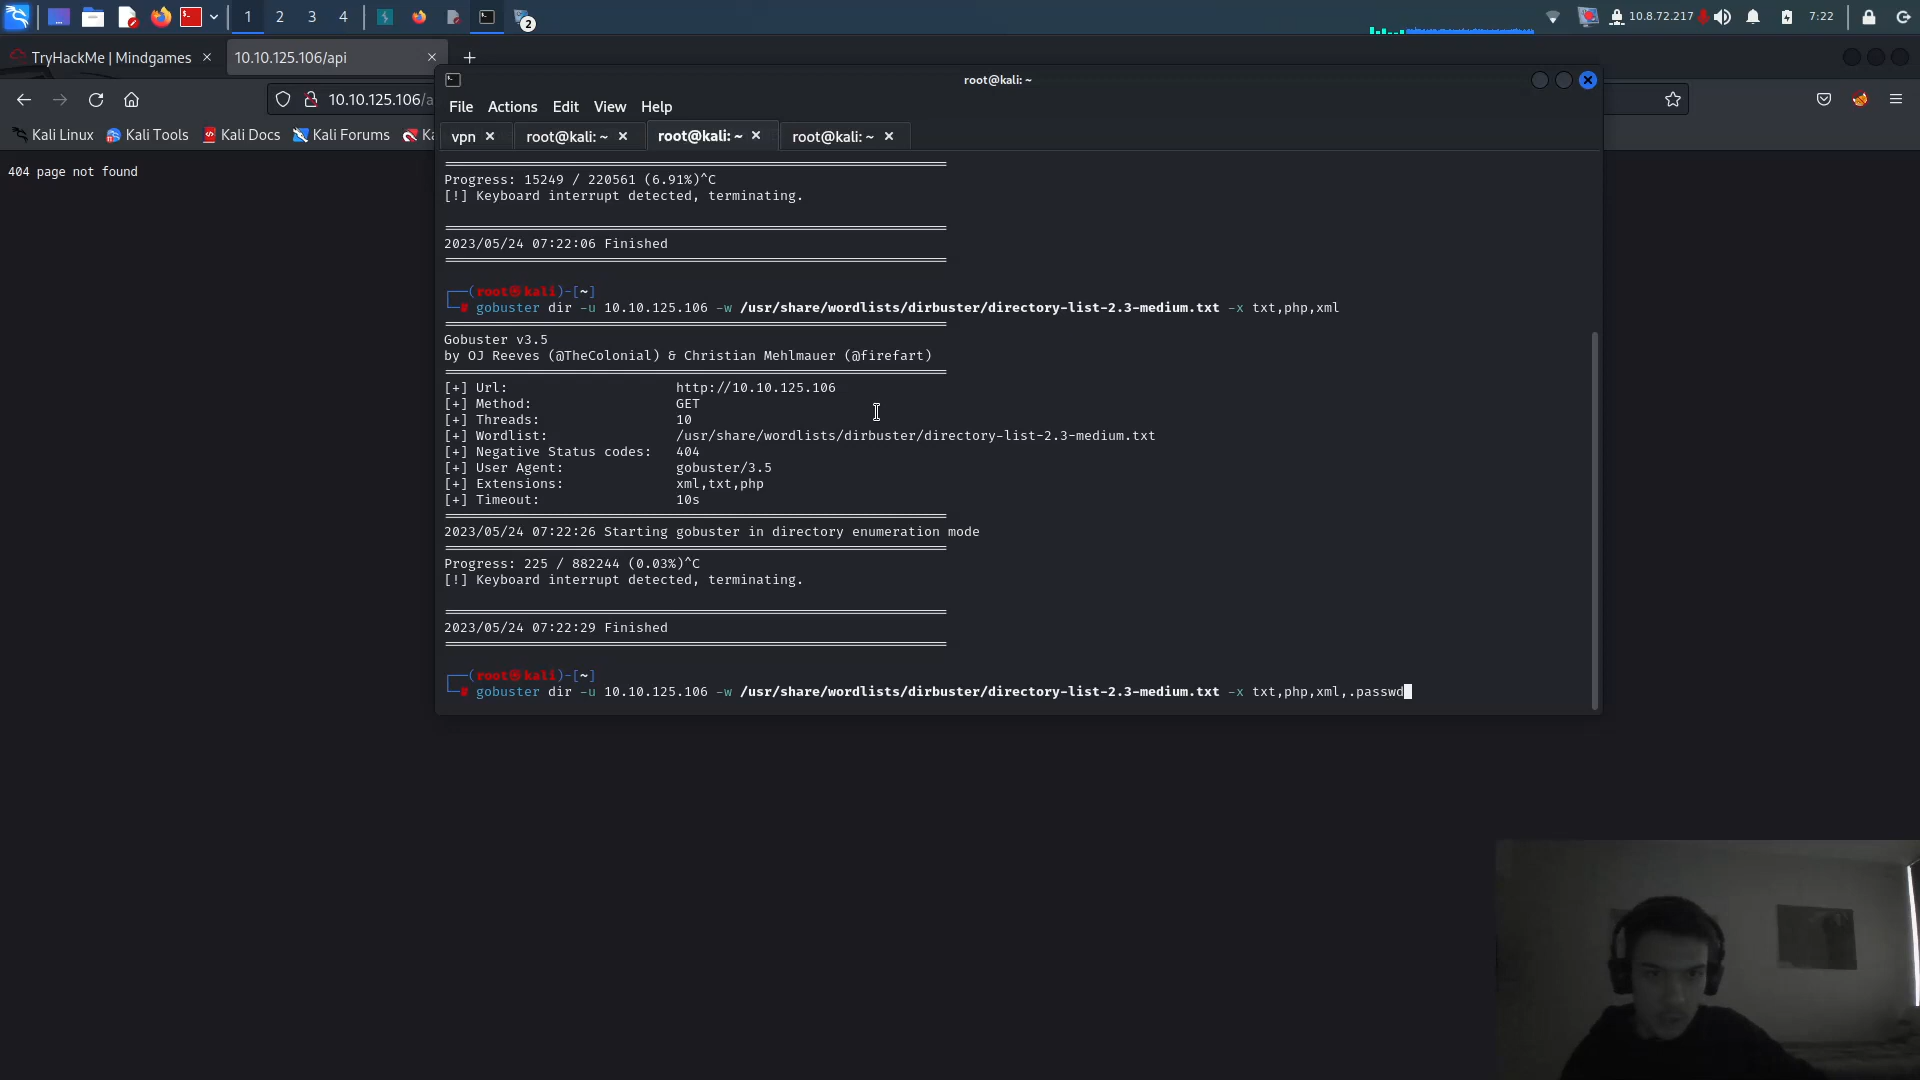 1
2
3
4
2
10.8.72.217
7:22
TryHackMe | Mindgames
10.10.125.106/api
10.10.125.106/a
Kali Linux
Kali Tools
Kali Docs
Kali Forums
Ka
404 page not found
root@kali: ~
File Actions Edit View Help
vpn
root@kali: ~
root@kali: ~
root@kali: ~
Progress: 15249 / 220561 (6.91%)^C
[!] Keyboard interrupt detected, terminating.
2023/05/24 07:22:06 Finished
(root㉿kali)-[~]
# gobuster dir -u 10.10.125.106 -w /usr/share/wordlists/dirbuster/directory-list-2.3-medium.txt -x txt,php,xml
Gobuster v3.5
by OJ Reeves (@TheColonial) & Christian Mehlmauer (@firefart)
[+] Url: http://10.10.125.106
[+] Method: GET
[+] Threads: 10
[+] Wordlist: /usr/share/wordlists/dirbuster/directory-list-2.3-medium.txt
[+] Negative Status codes: 404
[+] User Agent: gobuster/3.5
[+] Extensions: xml,txt,php
[+] Timeout: 10s
2023/05/24 07:22:26 Starting gobuster in directory enumeration mode
Progress: 225 / 882244 (0.03%)^C
[!] Keyboard interrupt detected, terminating.
2023/05/24 07:22:29 Finished
(root㉿kali)-[~]
# gobuster dir -u 10.10.125.106 -w /usr/share/wordlists/dirbuster/directory-list-2.3-medium.txt -x txt,php,xml,.passwd